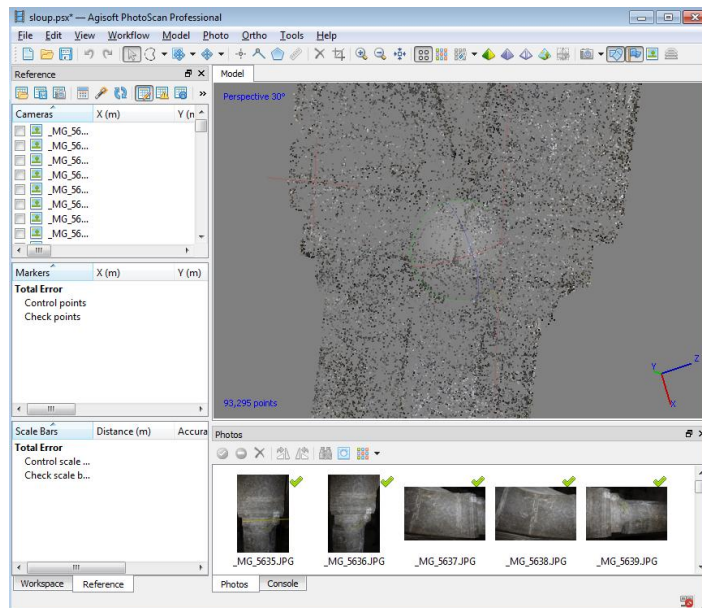 sloup.psx* — Agisoft PhotoScan Professional
File Edit View Workflow Model Photo Ortho Tools Help
Reference
Model
Cameras X (m) Y (m
_MG_56...
_MG_56...
_MG_56...
_MG_56...
_MG_56...
_MG_56...
_MG_56...
_MG_56...
Perspective 30°
Markers X (m) Y (m)
Total Error
Control points
Check points
Z
Y
X
93,295 points
Scale Bars Distance (m) Accura
Total Error
Control scale ...
Check scale b...
Photos
_MG_5635.JPG _MG_5636.JPG _MG_5637.JPG _MG_5638.JPG _MG_5639.JPG
Workspace Reference
Photos Console